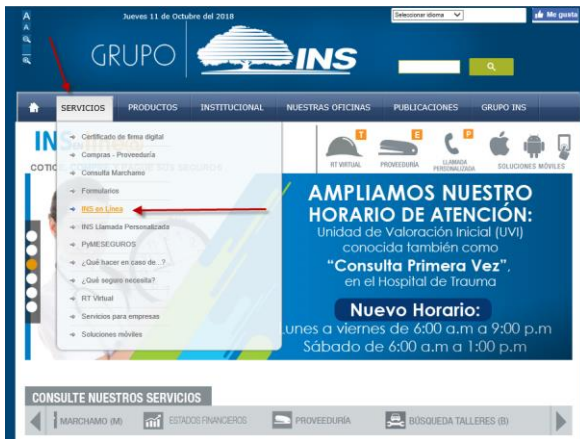 A
A
Jueves 11 de Octubre del 2018
Seleccionar idioma
Me gusta
GRUPO
INS
SERVICIOS
PRODUCTOS
INSTITUCIONAL
NUESTRAS OFICINAS
PUBLICACIONES
GRUPO INS
Certificado de firma digital
Compras - Proveeduría
Consulta Marchamo
Formularios
INS en Línea
INS Llamada Personalizada
PyMESEGUROS
¿Qué hacer en caso de...?
¿Qué seguro necesita?
RT Virtual
Servicios para empresas
Soluciones móviles
IN
T
E
P
RT VIRTUAL
PROVEEDURÍA
LLAMADA
PERSONALIZADA
SOLUCIONES MÓVILES
AMPLIAMOS NUESTRO
HORARIO DE ATENCIÓN:
Unidad de Valoración Inicial (UVI)
conocida también como
“Consulta Primera Vez”,
en el Hospital de Trauma
Nuevo Horario:
Lunes a viernes de 6:00 a.m a 9:00 p.m
Sábado de 6:00 a.m a 1:00 p.m
CONSULTE NUESTROS SERVICIOS
MARCHAMO (M)
ESTADOS FINANCIEROS
PROVEEDURÍA
BÚSQUEDA TALLERES (B)